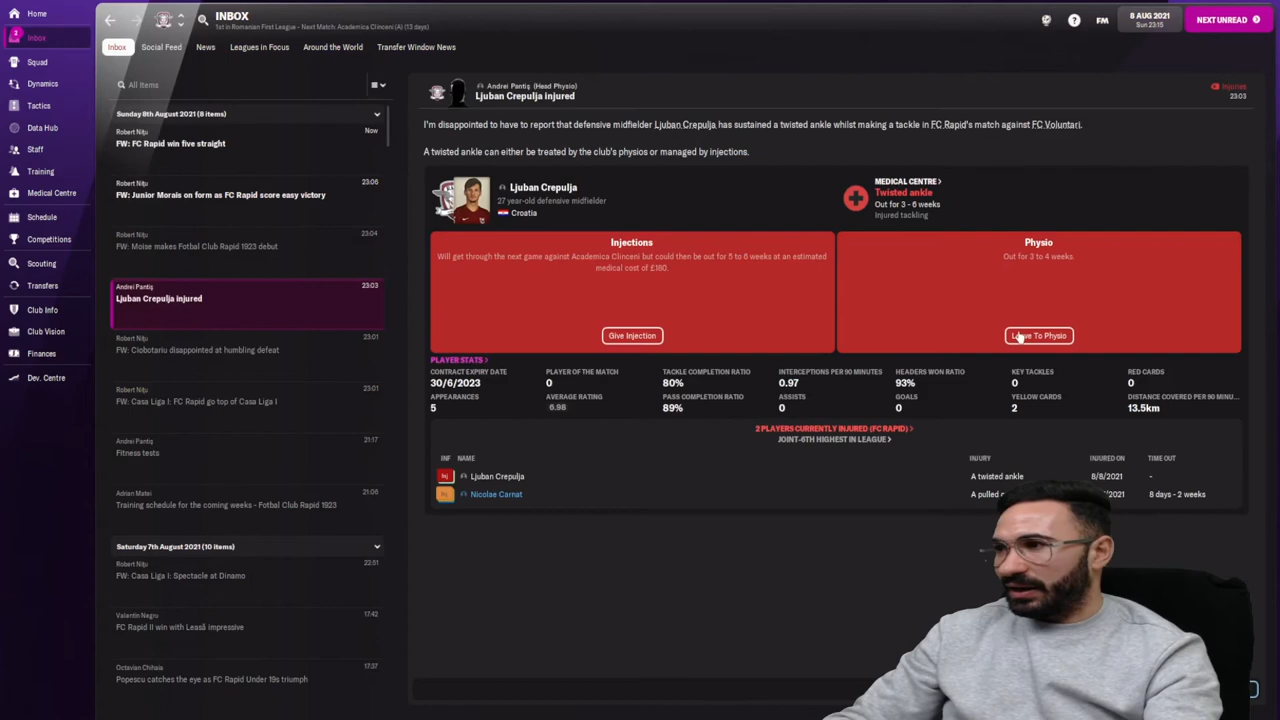 Home
2
Inbox
Squad
Dynamics
Tactics
Data Hub
Staff
Training
Medical Centre
Schedule
Competitions
Scouting
Transfers
Club Info
Club Vision
Finances
Dev. Centre
INBOX
1st in Romanian First League - Next Match: Academica Clinceni (A) (13 days)
?
FM
8 AUG 2021
Sun 23:15
NEXT UNREAD
Inbox
Social Feed
News
Leagues in Focus
Around the World
Transfer Window News
All Items
Sunday 8th August 2021 (8 items)
Robert Nițu
Now
FW: FC Rapid win five straight
Robert Nițu
23:06
FW: Junior Morais on form as FC Rapid score easy victory
Robert Nițu
23:04
FW: Moise makes Fotbal Club Rapid 1923 debut
Andrei Pantiș
23:03
Ljuban Crepulja injured
Robert Nițu
23:01
FW: Ciobotariu disappointed at humbling defeat
Robert Nițu
23:01
FW: Casa Liga I: FC Rapid go top of Casa Liga I
Andrei Pantiș
21:17
Fitness tests
Adrian Matei
21:06
Training schedule for the coming weeks - Fotbal Club Rapid 1923
Saturday 7th August 2021 (10 items)
Robert Nițu
22:51
FW: Casa Liga I: Spectacle at Dinamo
Valentin Negru
17:42
FC Rapid II win with Leasă impressive
Octavian Chihaia
17:37
Popescu catches the eye as FC Rapid Under 19s triumph
Andrei Pantiș (Head Physio)
Ljuban Crepulja injured
Injuries
23:03
I'm disappointed to have to report that defensive midfielder Ljuban Crepulja has sustained a twisted ankle whilst making a tackle in FC Rapid's match against FC Voluntari.
A twisted ankle can either be treated by the club's physios or managed by injections.
Ljuban Crepulja
27 year-old defensive midfielder
Croatia
MEDICAL CENTRE
Twisted ankle
Out for 3 - 6 weeks
Injured tackling
Injections
Will get through the next game against Academica Clinceni but could then be out for 5 to 6 weeks at an estimated
medical cost of £180.
Give Injection
Physio
Out for 3 to 4 weeks.
To Physio
PLAYER STATS
CONTRACT EXPIRY DATE
30/6/2023
PLAYER OF THE MATCH
0
TACKLE COMPLETION RATIO
80%
INTERCEPTIONS PER 90 MINUTES
0.97
HEADERS WON RATIO
93%
KEY TACKLES
0
RED CARDS
0
APPEARANCES
5
AVERAGE RATING
6.98
PASS COMPLETION RATIO
89%
ASSISTS
0
GOALS
0
YELLOW CARDS
2
DISTANCE COVERED PER 90 MINU...
13.5km
2 PLAYERS CURRENTLY INJURED (FC RAPID)
JOINT-6TH HIGHEST IN LEAGUE
INF NAME INJURY INJURED ON TIME OUT
Inj Ljuban Crepulja A twisted ankle 8/8/2021 -
Inj Nicolae Carnat A pulled 8 days - 2 weeks